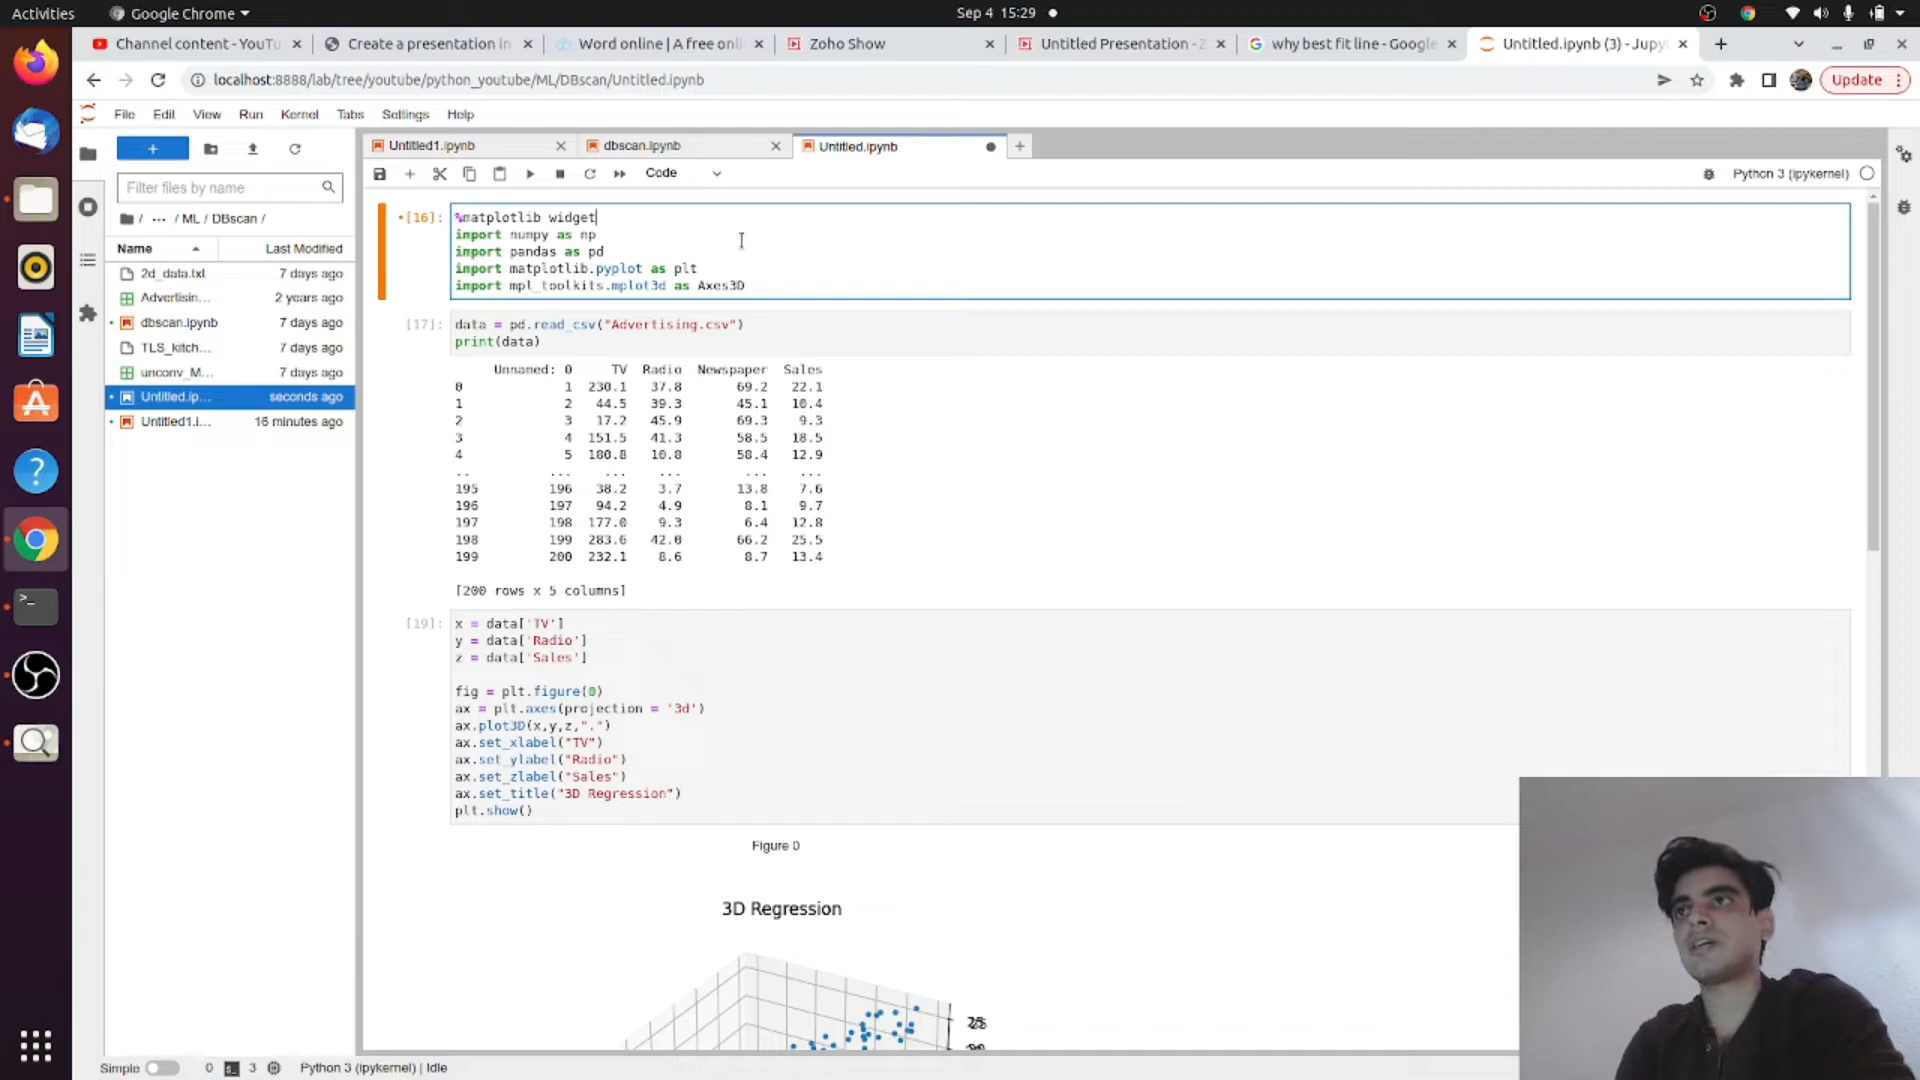 Activities
Google Chrome
Sep 4 15:29
Channel content - YouTu
Create a presentation in
Word online | A free onli
Zoho Show
Untitled Presentation - 2
why best fit line - Google
Untitled.ipynb (3) - Jupy
localhost:8888/lab/tree/youtube/python_youtube/ML/DBscan/Untitled.ipynb
Update
File Edit View Run Kernel Tabs Settings Help
Untitled1.ipynb
dbscan.ipynb
Untitled.ipynb
Code
Python 3 (ipykernel)
Filter files by name
/ ... / ML / DBscan /
Name Last Modified
2d_data.txt 7 days ago
Advertisin... 2 years ago
dbscan.ipynb 7 days ago
TLS_kitch... 7 days ago
unconv_M... 7 days ago
Untitled.ip... seconds ago
Untitled1.i... 16 minutes ago
[16]:
%matplotlib widget
import numpy as np
import pandas as pd
import matplotlib.pyplot as plt
import mpl_toolkits.mplot3d as Axes3D
[17]:
data = pd.read_csv("Advertising.csv")
print(data)
Unnamed: 0 TV Radio Newspaper Sales
0 1 230.1 37.8 69.2 22.1
1 2 44.5 39.3 45.1 10.4
2 3 17.2 45.9 69.3 9.3
3 4 151.5 41.3 58.5 18.5
4 5 180.8 10.8 58.4 12.9
.. ... ... ... ... ...
195 196 38.2 3.7 13.8 7.6
196 197 94.2 4.9 8.1 9.7
197 198 177.0 9.3 6.4 12.8
198 199 283.6 42.0 66.2 25.5
199 200 232.1 8.6 8.7 13.4
[200 rows x 5 columns]
[19]:
x = data['TV']
y = data['Radio']
z = data['Sales']
fig = plt.figure(0)
ax = plt.axes(projection = '3d')
ax.plot3D(x,y,z,".")
ax.set_xlabel("TV")
ax.set_ylabel("Radio")
ax.set_zlabel("Sales")
ax.set_title("3D Regression")
plt.show()
Figure 0
3D Regression
25
Simple 0 3 Python 3 (ipykernel) | Idle